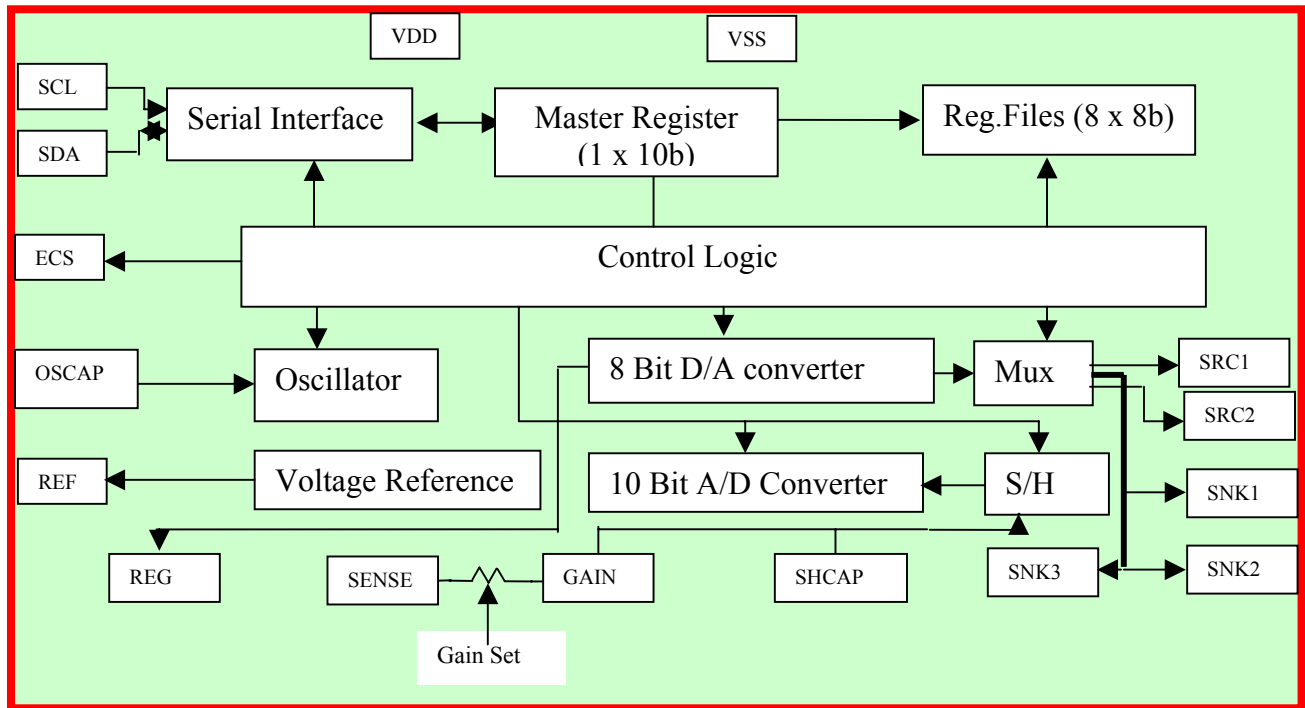 VDD
VSS
SCL
Serial Interface
Master Register
(1 x 10b)
Reg.Files (8 x 8b)
SDA
ECS
Control Logic
OSCAP
Oscillator
8 Bit D/A converter
Mux
SRC1
SRC2
REF
Voltage Reference
10 Bit A/D Converter
S/H
SNK1
REG
SENSE
GAIN
SHCAP
SNK3
SNK2
Gain Set